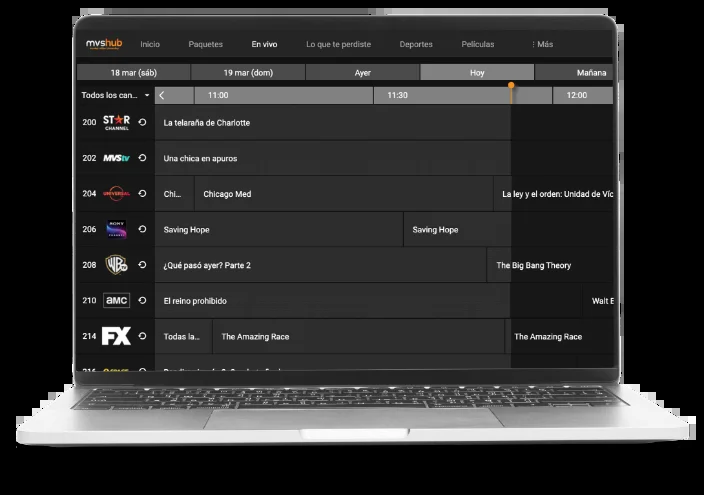 mvshub
Inicio
Paquetes
En vivo
Lo que te perdiste
Deportes
Películas
⋮ Más
18 mar (sáb)
19 mar (dom)
Ayer
Hoy
Mañana
Todos los can...
11:00
11:30
12:00
200
STAR
CHANNEL
La telaraña de Charlotte
202
MVStv
Una chica en apuros
204
UNIVERSAL
Chi...
Chicago Med
La ley y el orden: Unidad de Víc
206
SONY
Saving Hope
Saving Hope
208
WB
¿Qué pasó ayer? Parte 2
The Big Bang Theory
210
aMC
El reino prohibido
Walt E
214
FX
Todas la...
The Amazing Race
The Amazing Race